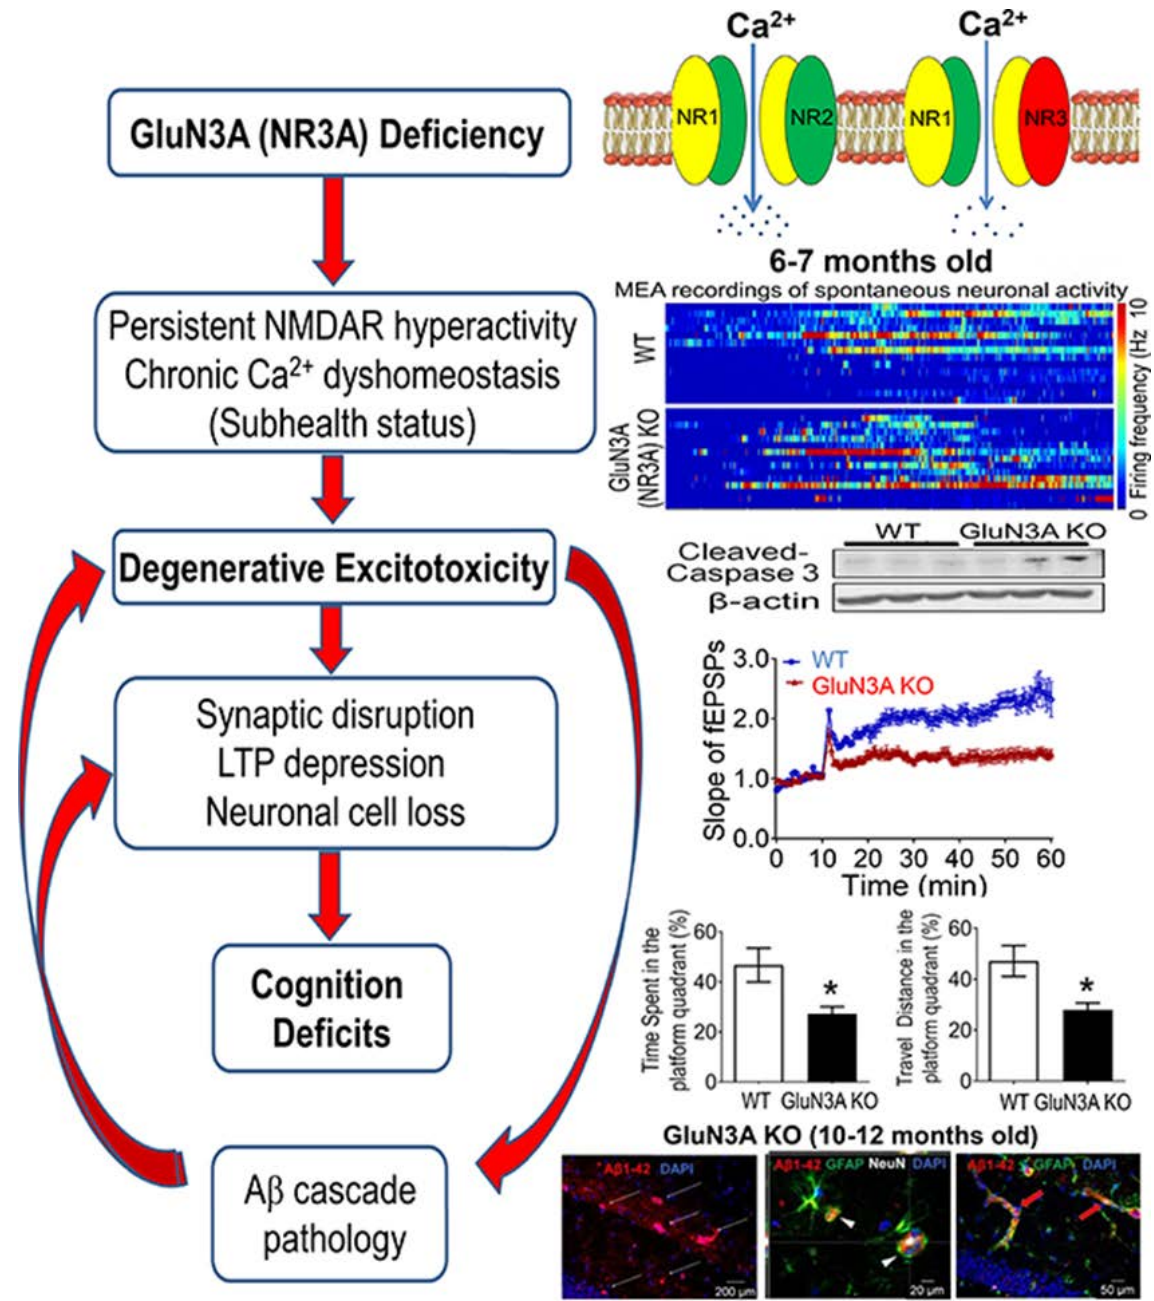 GluN3A (NR3A) Deficiency
Persistent NMDAR hyperactivity
Chronic Ca²⁺ dyshomeostasis
(Subhealth status)
Degenerative Excitotoxicity
Synaptic disruption
LTP depression
Neuronal cell loss
Cognition
Deficits
Aβ cascade
pathology
Ca²⁺
Ca²⁺
NR1
NR2
NR1
NR3
6-7 months old
MEA recordings of spontaneous neuronal activity
WT
GluN3A
(NR3A) KO
0 Firing frequency (Hz 10
WT
GluN3A KO
Cleaved-
Caspase 3
β-actin
Slope of fEPSPs
3.0
2.0
1.0
0.0
WT
GluN3A KO
0 10 20 30 40 50 60
Time (min)
Time Spent in the
platform quadrant (%)
60
40
20
0
*
WT GluN3A KO
Travel Distance in the
platform quadrant (%)
60
40
20
0
*
WT GluN3A KO
GluN3A KO (10-12 months old)
Aβ1-42 DAPI
200 μm
Aβ1-42 GFAP NeuN DAPI
20 μm
Aβ1-42 GFAP DAPI
50 μm